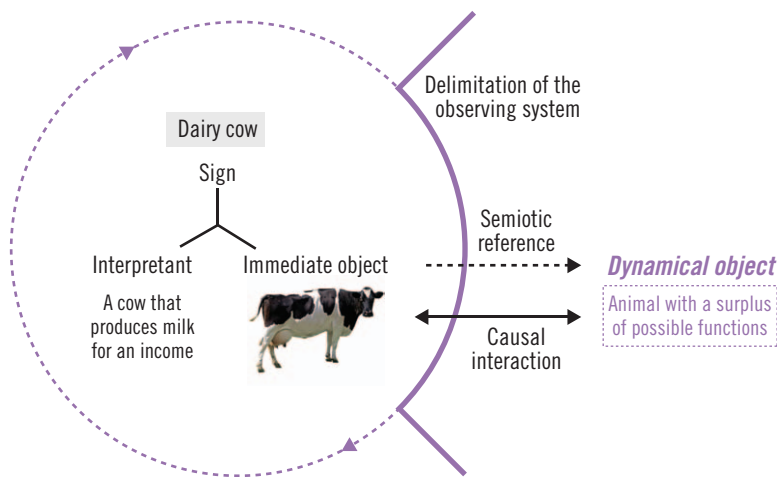 Delimitation of the
observing system
Dairy cow
Sign
Interpretant
Immediate object
A cow that
produces milk
for an income
Semiotic
reference
Causal
interaction
Dynamical object
Animal with a surplus
of possible functions